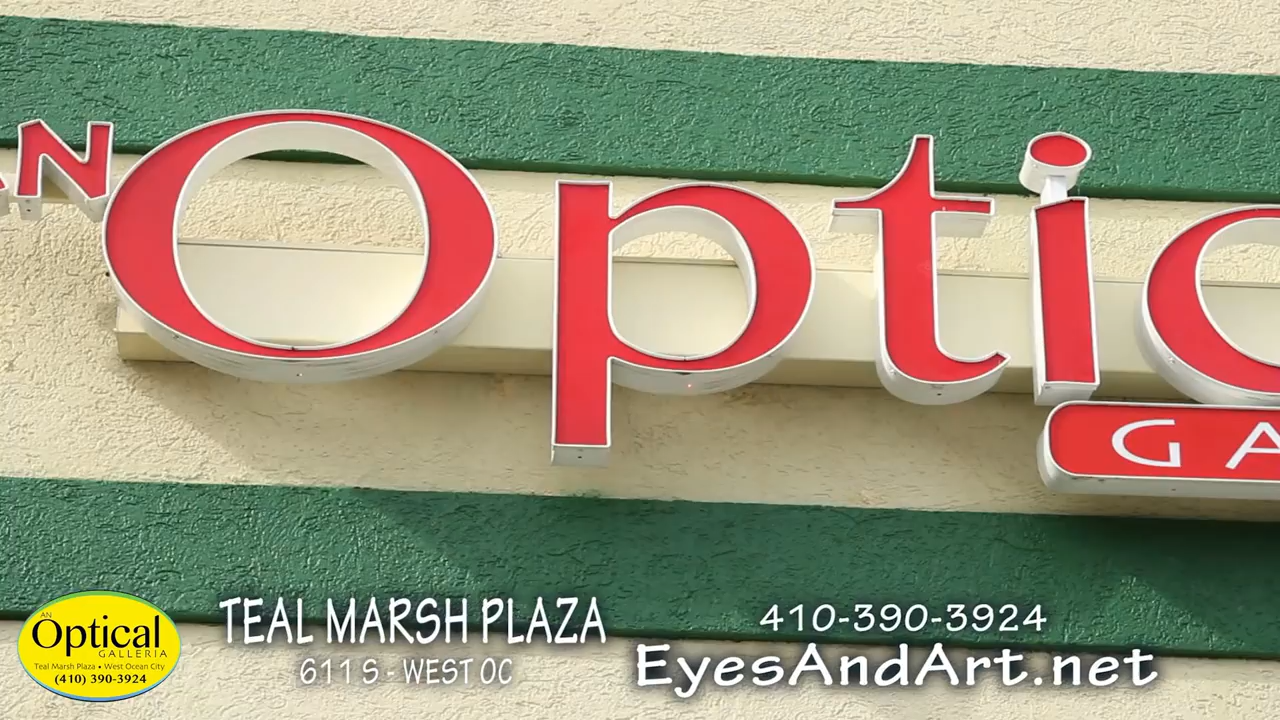 AN Optic
GA
AN
Optical
GALLERIA
Teal Marsh Plaza • West Ocean City
(410) 390-3924
TEAL MARSH PLAZA
611 S - WEST OC
410-390-3924
EyesAndArt.net